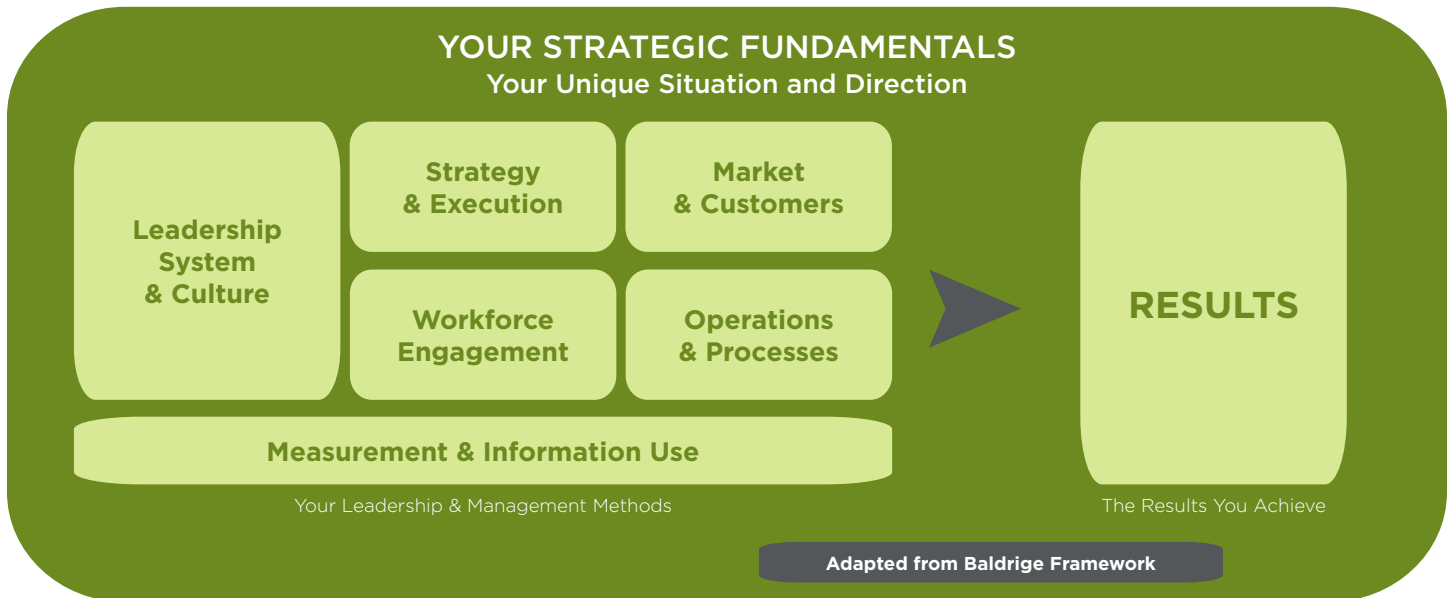 YOUR STRATEGIC FUNDAMENTALS
Your Unique Situation and Direction
Leadership
System
& Culture
Strategy
& Execution
Market
& Customers
Workforce
Engagement
Operations
& Processes
Measurement & Information Use
Your Leadership & Management Methods
RESULTS
The Results You Achieve
Adapted from Baldrige Framework